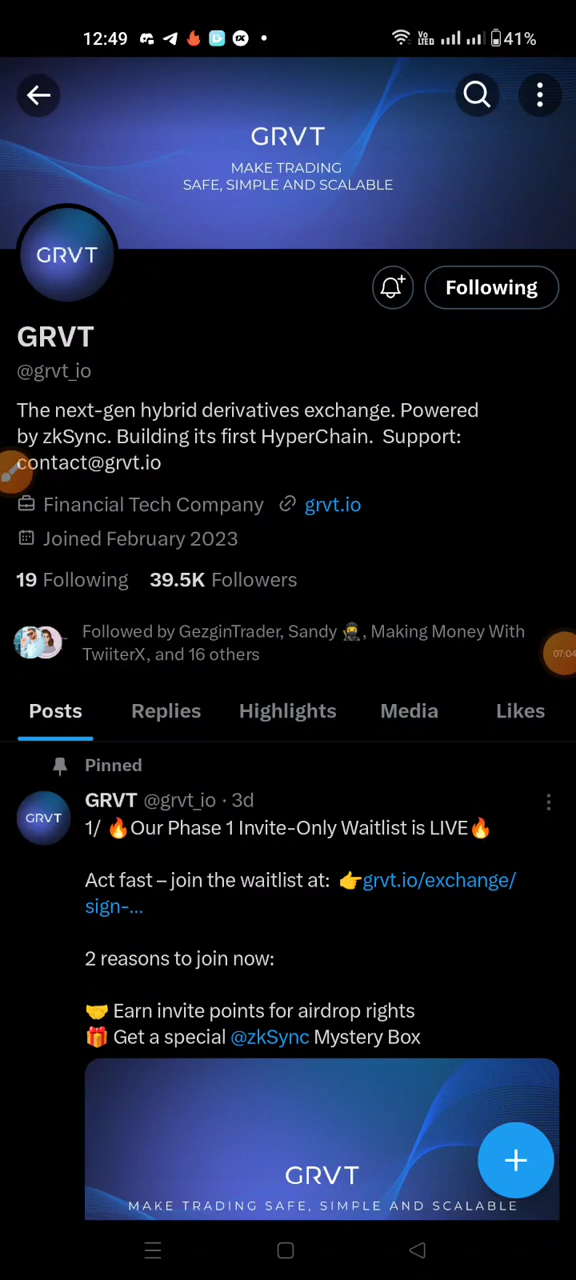 12:49
Vo LTED
41%
GRVT
MAKE TRADING
SAFE, SIMPLE AND SCALABLE
GRVT
Following
GRVT
@grvt_io
The next-gen hybrid derivatives exchange. Powered
by zkSync. Building its first HyperChain. Support:
contact@grvt.io
Financial Tech Company grvt.io
Joined February 2023
19 Following 39.5K Followers
Followed by GezginTrader, Sandy 🥷, Making Money With
TwiiterX, and 16 others
07:04
Posts Replies Highlights Media Likes
Pinned
GRVT @grvt_io · 3d
GRVT
1/ 🔥Our Phase 1 Invite-Only Waitlist is LIVE🔥
Act fast – join the waitlist at: 👉grvt.io/exchange/
sign-...
2 reasons to join now:
🤝 Earn invite points for airdrop rights
🎁 Get a special @zkSync Mystery Box
GRVT
MAKE TRADING SAFE, SIMPLE AND SCALABLE